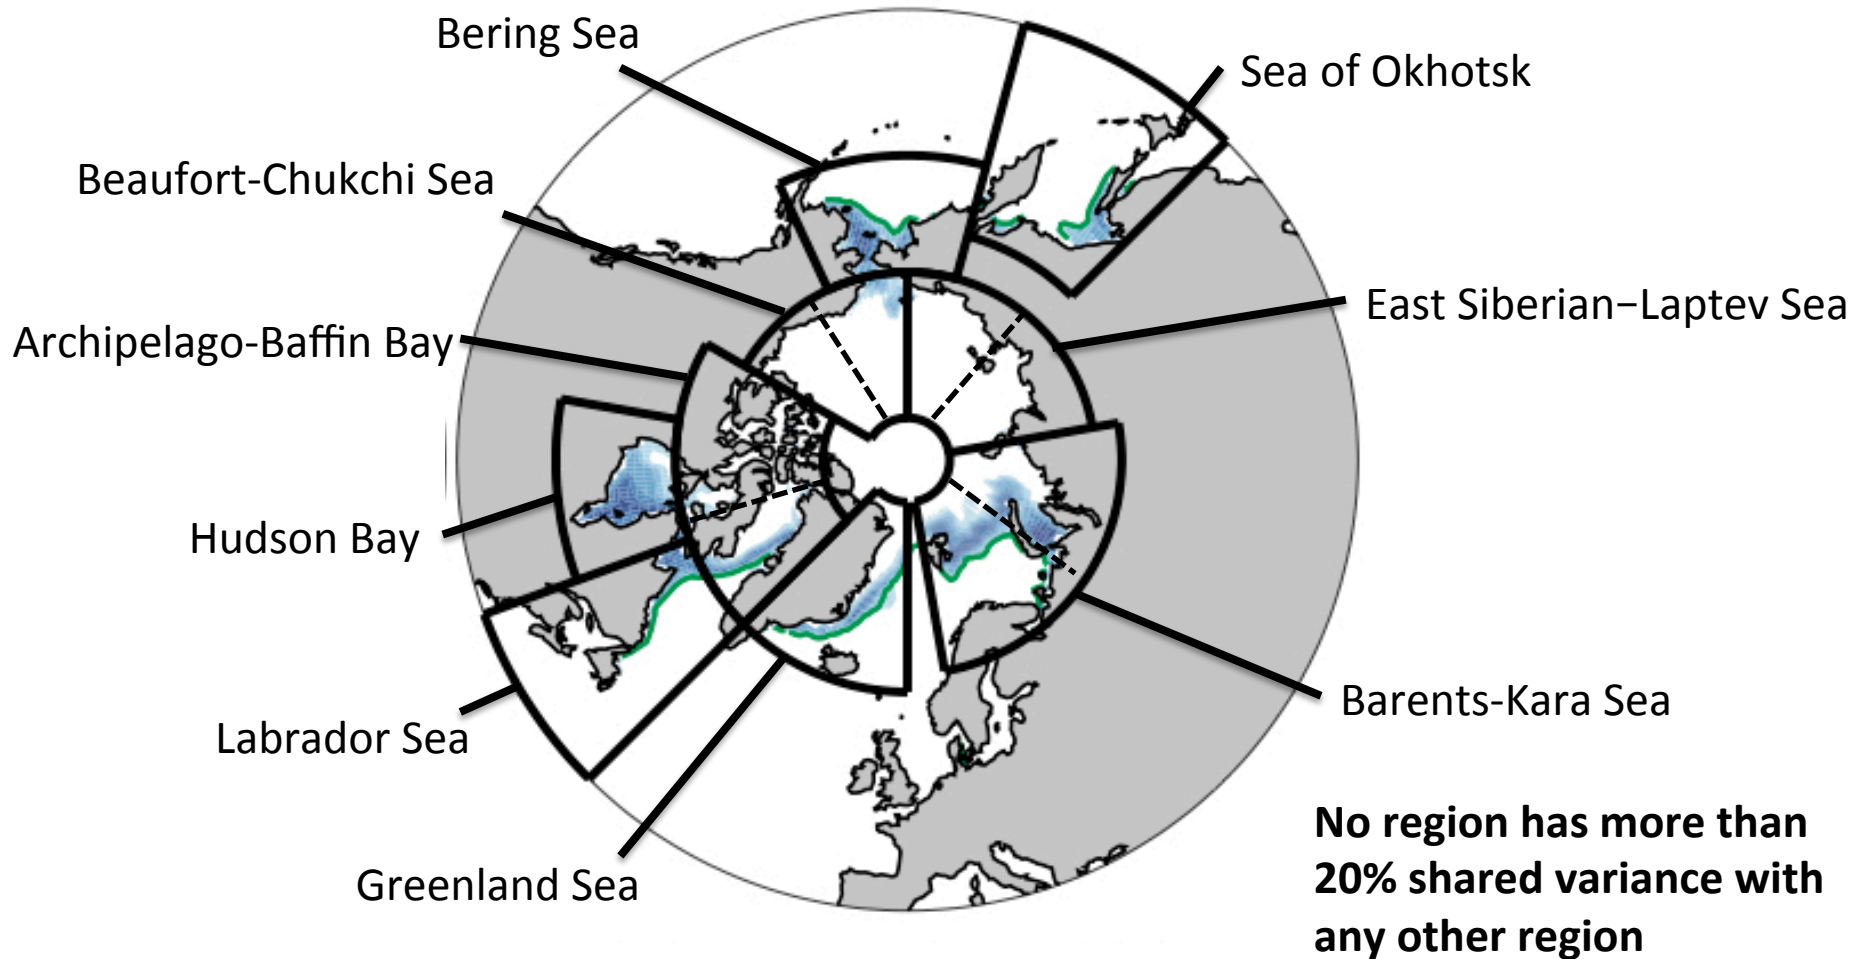 Bering Sea
Sea of Okhotsk
Beaufort-Chukchi Sea
East Siberian−Laptev Sea
Archipelago-Baffin Bay
Hudson Bay
Barents-Kara Sea
Labrador Sea
Greenland Sea
No region has more than
20% shared variance with
any other region